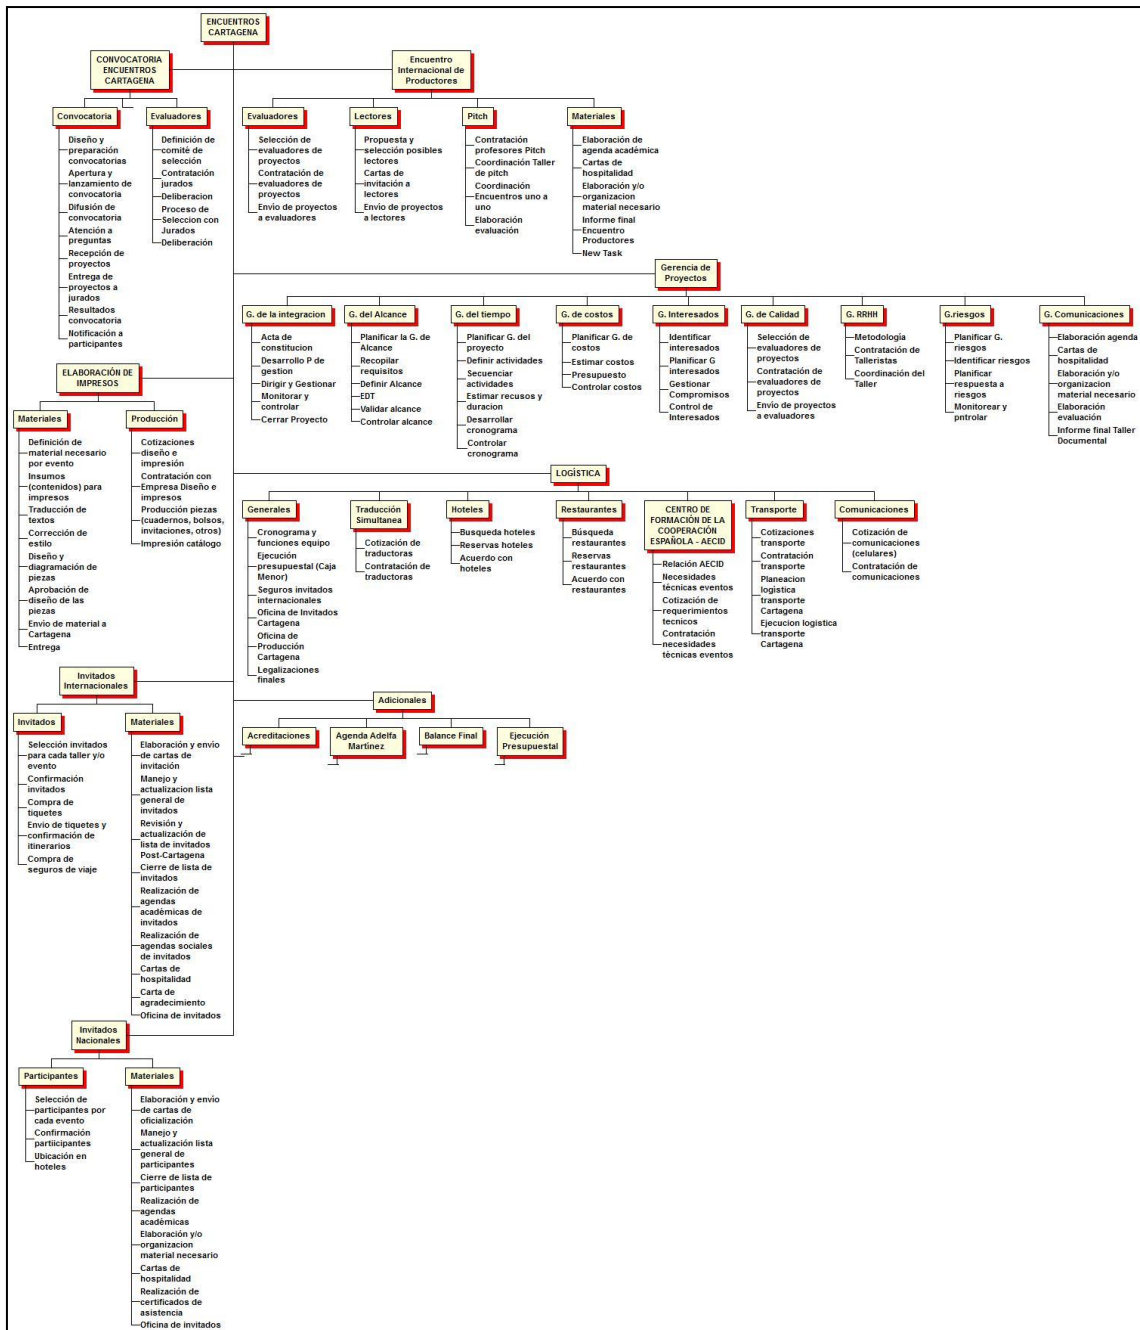 ENCUENTROS
CARTAGENA
CONVOCATORIA
ENCUENTROS
CARTAGENA
Convocatoria
Diseño y
preparación
convocatorias
Apertura y
lanzamiento de
convocatoria
Difusión de
convocatoria
Atención a
preguntas
Recepción de
proyectos
Entrega de
proyectos a
jurados
Resultados
convocatoria
Notificación a
participantes
Evaluadores
Definición de
comité de
selección
Contratación
jurados
Deliberacion
Proceso de
Seleccion con
Jurados
Deliberación
Encuentro
Internacional de
Productores
Evaluadores
Selección de
evaluadores de
proyectos
Contratación de
evaluadores de
proyectos
Envio de proyectos
a evaluadores
Lectores
Propuesta y
selección posibles
lectores
Cartas de
invitación a
lectores
Envio de proyectos
a lectores
Pitch
Contratación
profesores Pitch
Coordinación Taller
de pitch
Coordinación
Encuentros uno a
uno
Elaboración
evaluación
Materiales
Elaboración de
agenda académica
Cartas de
hospitalidad
Elaboración y/o
organizacion
material necesario
Informe final
Encuentro
Productores
New Task
Gerencia de
Proyectos
G. de la integracion
Acta de
constitucion
Desarrollo P de
gestion
Dirigir y Gestionar
Monitorar y
controlar
Cerrar Proyecto
G. del Alcance
Planificar la G. de
Alcance
Recopilar
requisitos
Definir Alcance
EDT
Validar alcance
Controlar alcance
G. del tiempo
Planificar G. del
proyecto
Definir actividades
Secuenciar
actividades
Estimar recusos y
duracion
Desarrollar
cronograma
Controlar
cronograma
G. de costos
Planificar G. de
costos
Estimar costos
Presupuesto
Controlar costos
G. Interesados
Identificar
interesados
Planificar G
interesados
Gestionar
Compromisos
Control de
Interesados
G. de Calidad
Selección de
evaluadores de
proyectos
Contratación de
evaluadores de
proyectos
Envio de proyectos
a evaluadores
G. RRHH
Metodología
Contratación de
Talleristas
Coordinación del
Taller
G.riesgos
Planificar G.
riesgos
Identificar riesgos
Planificar
respuesta a
riesgos
Monitorear y
pntrolar
G. Comunicaciones
Elaboración agenda
Cartas de
hospitalidad
Elaboración y/o
organizacion
material necesario
Elaboración
evaluación
Informe final Taller
Documental
ELABORACIÓN DE
IMPRESOS
Materiales
Definición de
material necesario
por evento
Insumos
(contenidos) para
impresos
Traducción de
textos
Corrección de
estilo
Diseño y
diagramación de
piezas
Aprobación de
diseño de las
piezas
Envio de material a
Cartagena
Entrega
Producción
Cotizaciones
diseño e
impresión
Contratación con
Empresa Diseño e
impresos
Producción piezas
(cuadernos, bolsos,
invitaciones, otros)
Impresión catálogo
LOGÍSTICA
Generales
Cronograma y
funciones equipo
Ejecución
presupuestal (Caja
Menor)
Seguros invitados
internacionales
Oficina de Invitados
Cartagena
Oficina de
Producción
Cartagena
Legalizaciones
finales
Traducción
Simultanea
Cotización de
traductoras
Contratación de
traductoras
Hoteles
Busqueda hoteles
Reservas hoteles
Acuerdo con
hoteles
Restaurantes
Búsqueda
restaurantes
Reservas
restaurantes
Acuerdo con
restaurantes
CENTRO DE
FORMACIÓN DE LA
COOPERACIÓN
ESPAÑOLA - AECID
Relación AECID
Necesidades
técnicas eventos
Cotización de
requerimientos
tecnicos
Contratación
necesidades
técnicas eventos
Transporte
Cotizaciones
transporte
Contratación
transporte
Planeacion
logistica
transporte
Cartagena
Ejecucion logistica
transporte
Cartagena
Comunicaciones
Cotización de
comunicaciones
(celulares)
Contratación de
comunicaciones
Invitados
Internacionales
Invitados
Selección invitados
para cada taller y/o
evento
Confirmación
invitados
Compra de
tiquetes
Envio de tiquetes y
confirmación de
itinerarios
Compra de
seguros de viaje
Materiales
Elaboración y envio
de cartas de
invitación
Manejo y
actualizacion lista
general de
invitados
Revisión y
actualización de
lista de invitados
Post-Cartagena
Cierre de lista de
invitados
Realización de
agendas
académicas de
invitados
Realización de
agendas sociales
de invitados
Cartas de
hospitalidad
Carta de
agradecimiento
Oficina de invitados
Adicionales
Acreditaciones
Agenda Adelfa
Martínez
Balance Final
Ejecución
Presupuestal
Invitados
Nacionales
Participantes
Selección de
participantes por
cada evento
Confirmación
partiicipantes
Ubicación en
hoteles
Materiales
Elaboración y envio
de cartas de
oficialización
Manejo y
actualización lista
general de
participantes
Cierre de lista de
participantes
Realización de
agendas
académicas
Elaboración y/o
organizacion
material necesario
Cartas de
hospitalidad
Realización de
certificados de
asistencia
Oficina de invitados